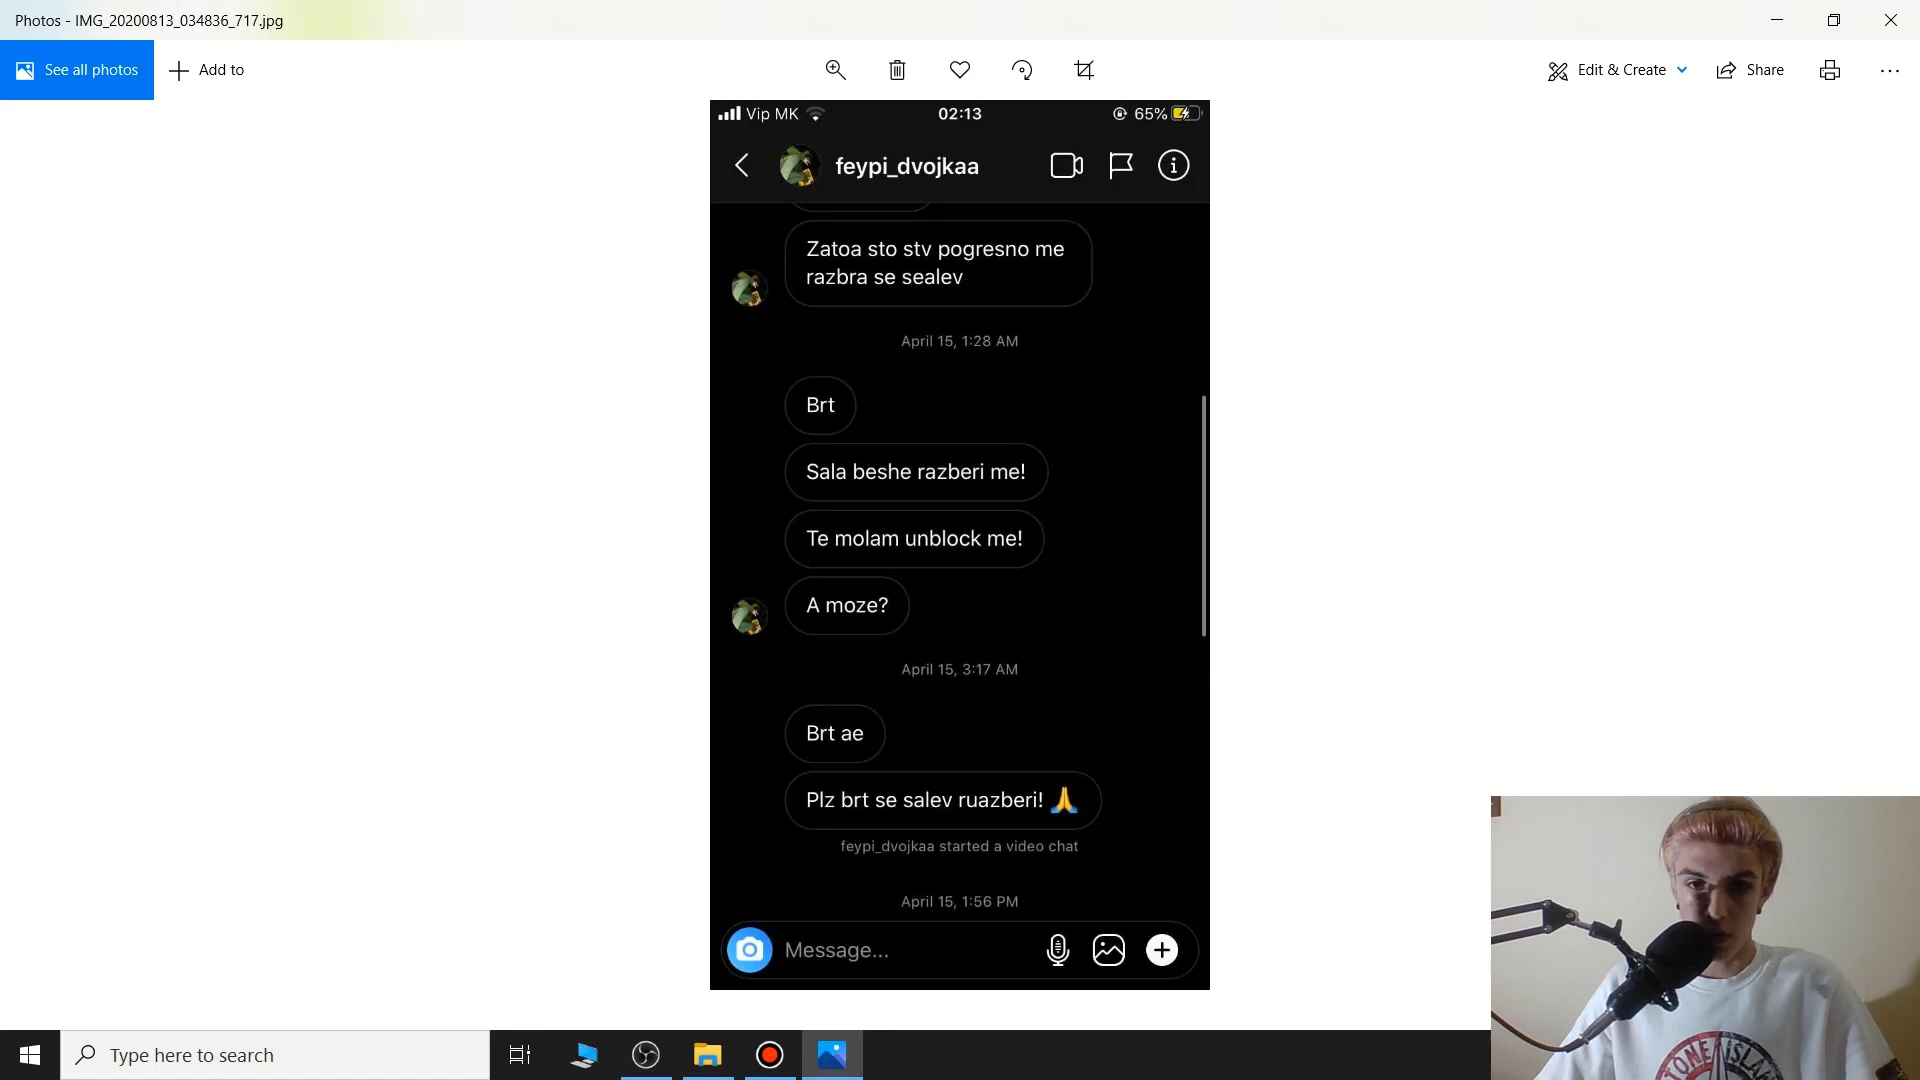 Photos - IMG_20200813_034836_717.jpg
See all photos
Add to
Edit & Create
Share
Vip MK
02:13
65%
feypi_dvojkaa
Zatoa sto stv pogresno me
razbra se sealev
April 15, 1:28 AM
Brt
Sala beshe razberi me!
Te molam unblock me!
A moze?
April 15, 3:17 AM
Brt ae
Plz brt se salev ruazberi! 🙏
feypi_dvojkaa started a video chat
April 15, 1:56 PM
Message...
Type here to search